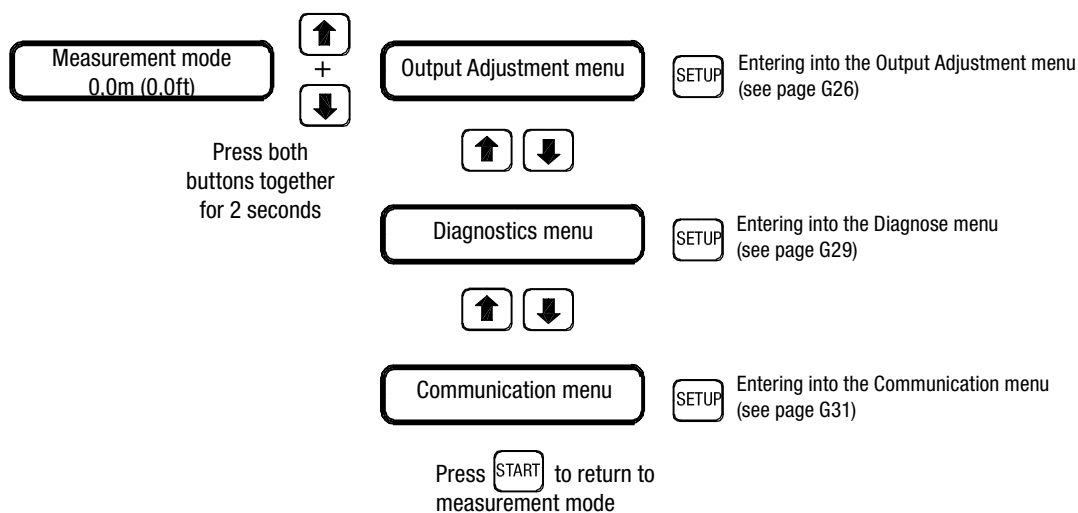 Measurement mode
0.0m (0.0ft)
+
Press both
buttons together
for 2 seconds
Output Adjustment menu
SETUP
Entering into the Output Adjustment menu
(see page G26)
Diagnostics menu
SETUP
Entering into the Diagnose menu
(see page G29)
Communication menu
SETUP
Entering into the Communication menu
(see page G31)
Press START to return to
measurement mode